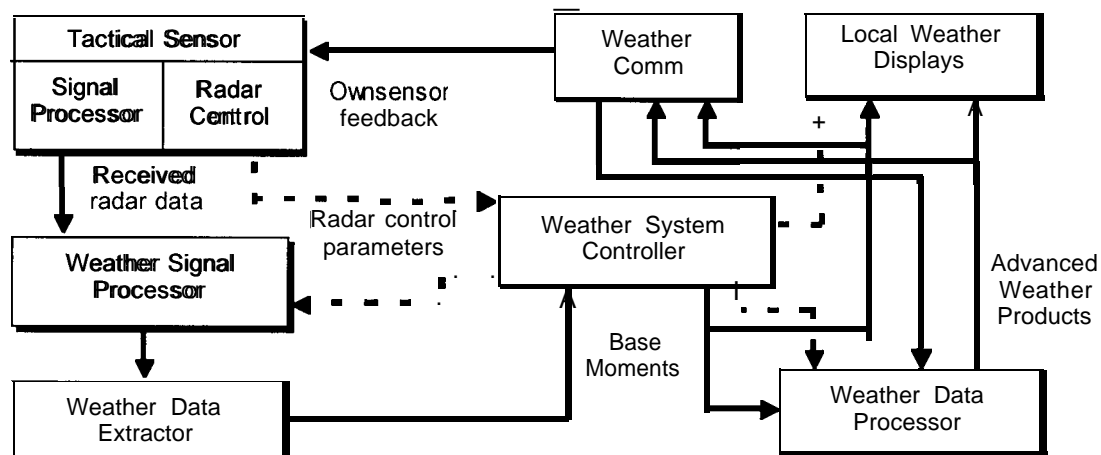 Tactical Sensor
Signal
Processor
Radar
Control
Ownsensor
feedback
Weather
Comm
Local Weather
Displays
Received
radar data
Radar control
parameters
Weather System
Controller
Weather Signal
Processor
Advanced
Weather
Products
Base
Moments
Weather Data
Extractor
Weather Data
Processor